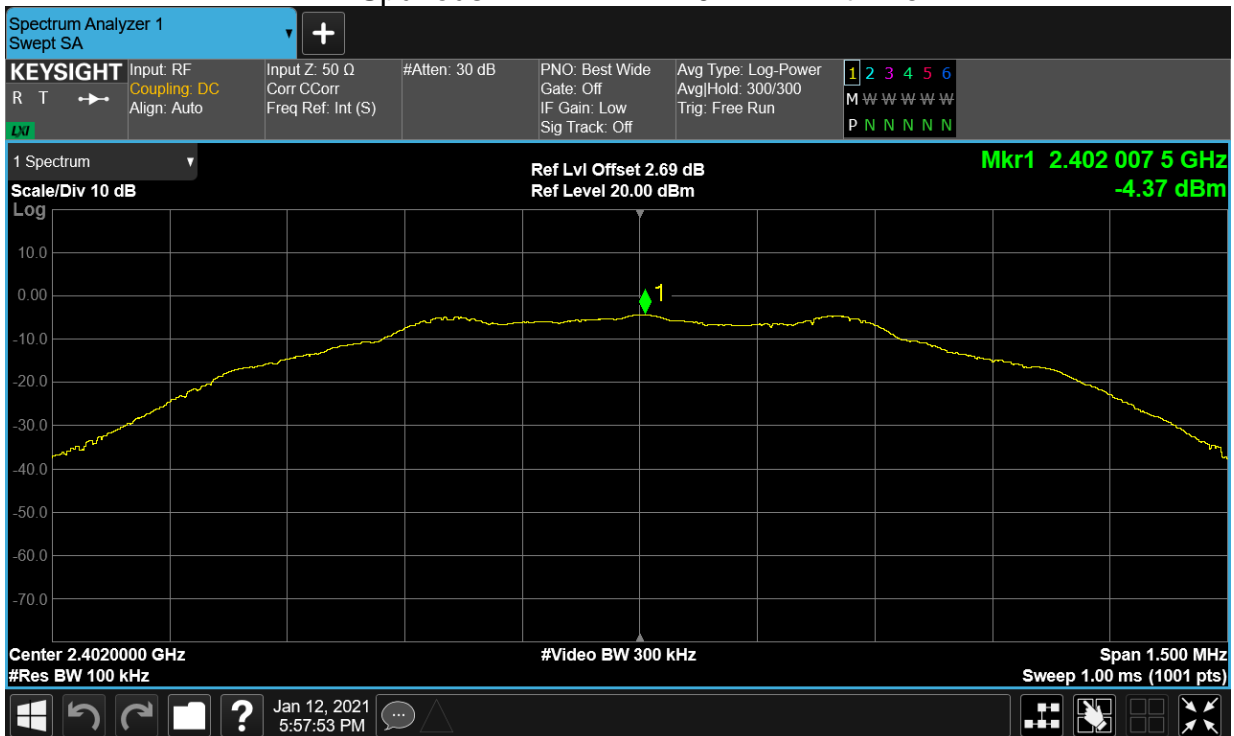 Spectrum Analyzer 1
Swept SA
+
KEYSIGHT
R T
LXI
Input: RF
Coupling: DC
Align: Auto
Input Z: 50 Ω
Corr CCorr
Freq Ref: Int (S)
#Atten: 30 dB
PNO: Best Wide
Gate: Off
IF Gain: Low
Sig Track: Off
Avg Type: Log-Power
Avg|Hold: 300/300
Trig: Free Run
1 2 3 4 5 6
M W W W W W
P N N N N N
1 Spectrum
Scale/Div 10 dB
Log
Ref Lvl Offset 2.69 dB
Ref Level 20.00 dBm
Mkr1 2.402 007 5 GHz
-4.37 dBm
10.0
0.00
-10.0
-20.0
-30.0
-40.0
-50.0
-60.0
-70.0
1
Center 2.4020000 GHz
#Res BW 100 kHz
#Video BW 300 kHz
Span 1.500 MHz
Sweep 1.00 ms (1001 pts)
?
Jan 12, 2021
5:57:53 PM